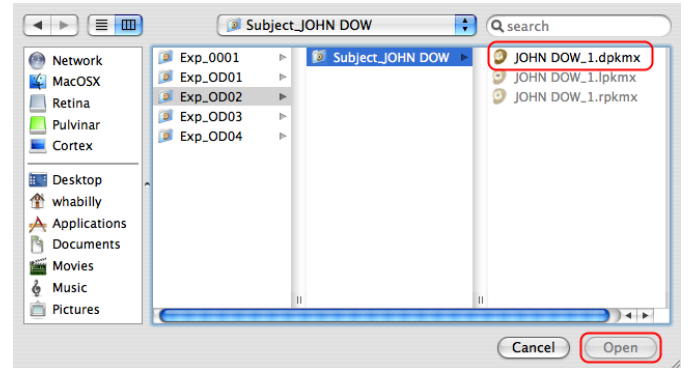 Subject_JOHN DOW
search
Network
MacOSX
Retina
Pulvinar
Cortex
Desktop
whabilly
Applications
Documents
Movies
Music
Pictures
Exp_0001
Exp_OD01
Exp_OD02
Exp_OD03
Exp_OD04
Subject_JOHN DOW
JOHN DOW_1.dpkmx
JOHN DOW_1.lpkmx
JOHN DOW_1.rpkmx
Cancel
Open